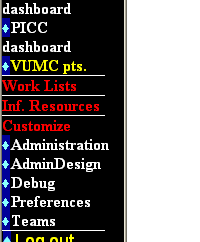 dashboard
PICC
dashboard
VUMC pts.
Work Lists
Inf. Resources
Customize
Administration
AdminDesign
Debug
Preferences
Teams
Log out